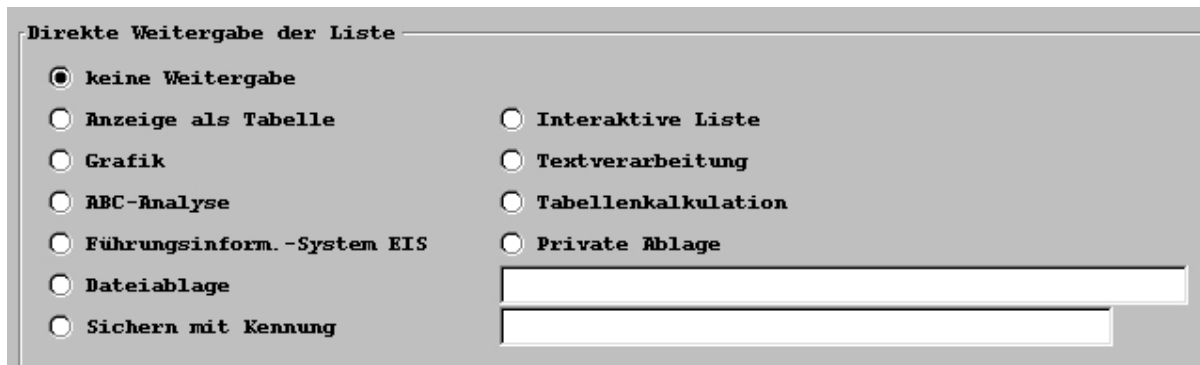 Direkte Weitergabe der Liste
keine Weitergabe
Anzeige als Tabelle Interaktive Liste
Grafik Textverarbeitung
ABC-Analyse Tabellenkalkulation
Führungsinform.-System EIS Private Ablage
Dateiablage
Sichern mit Kennung